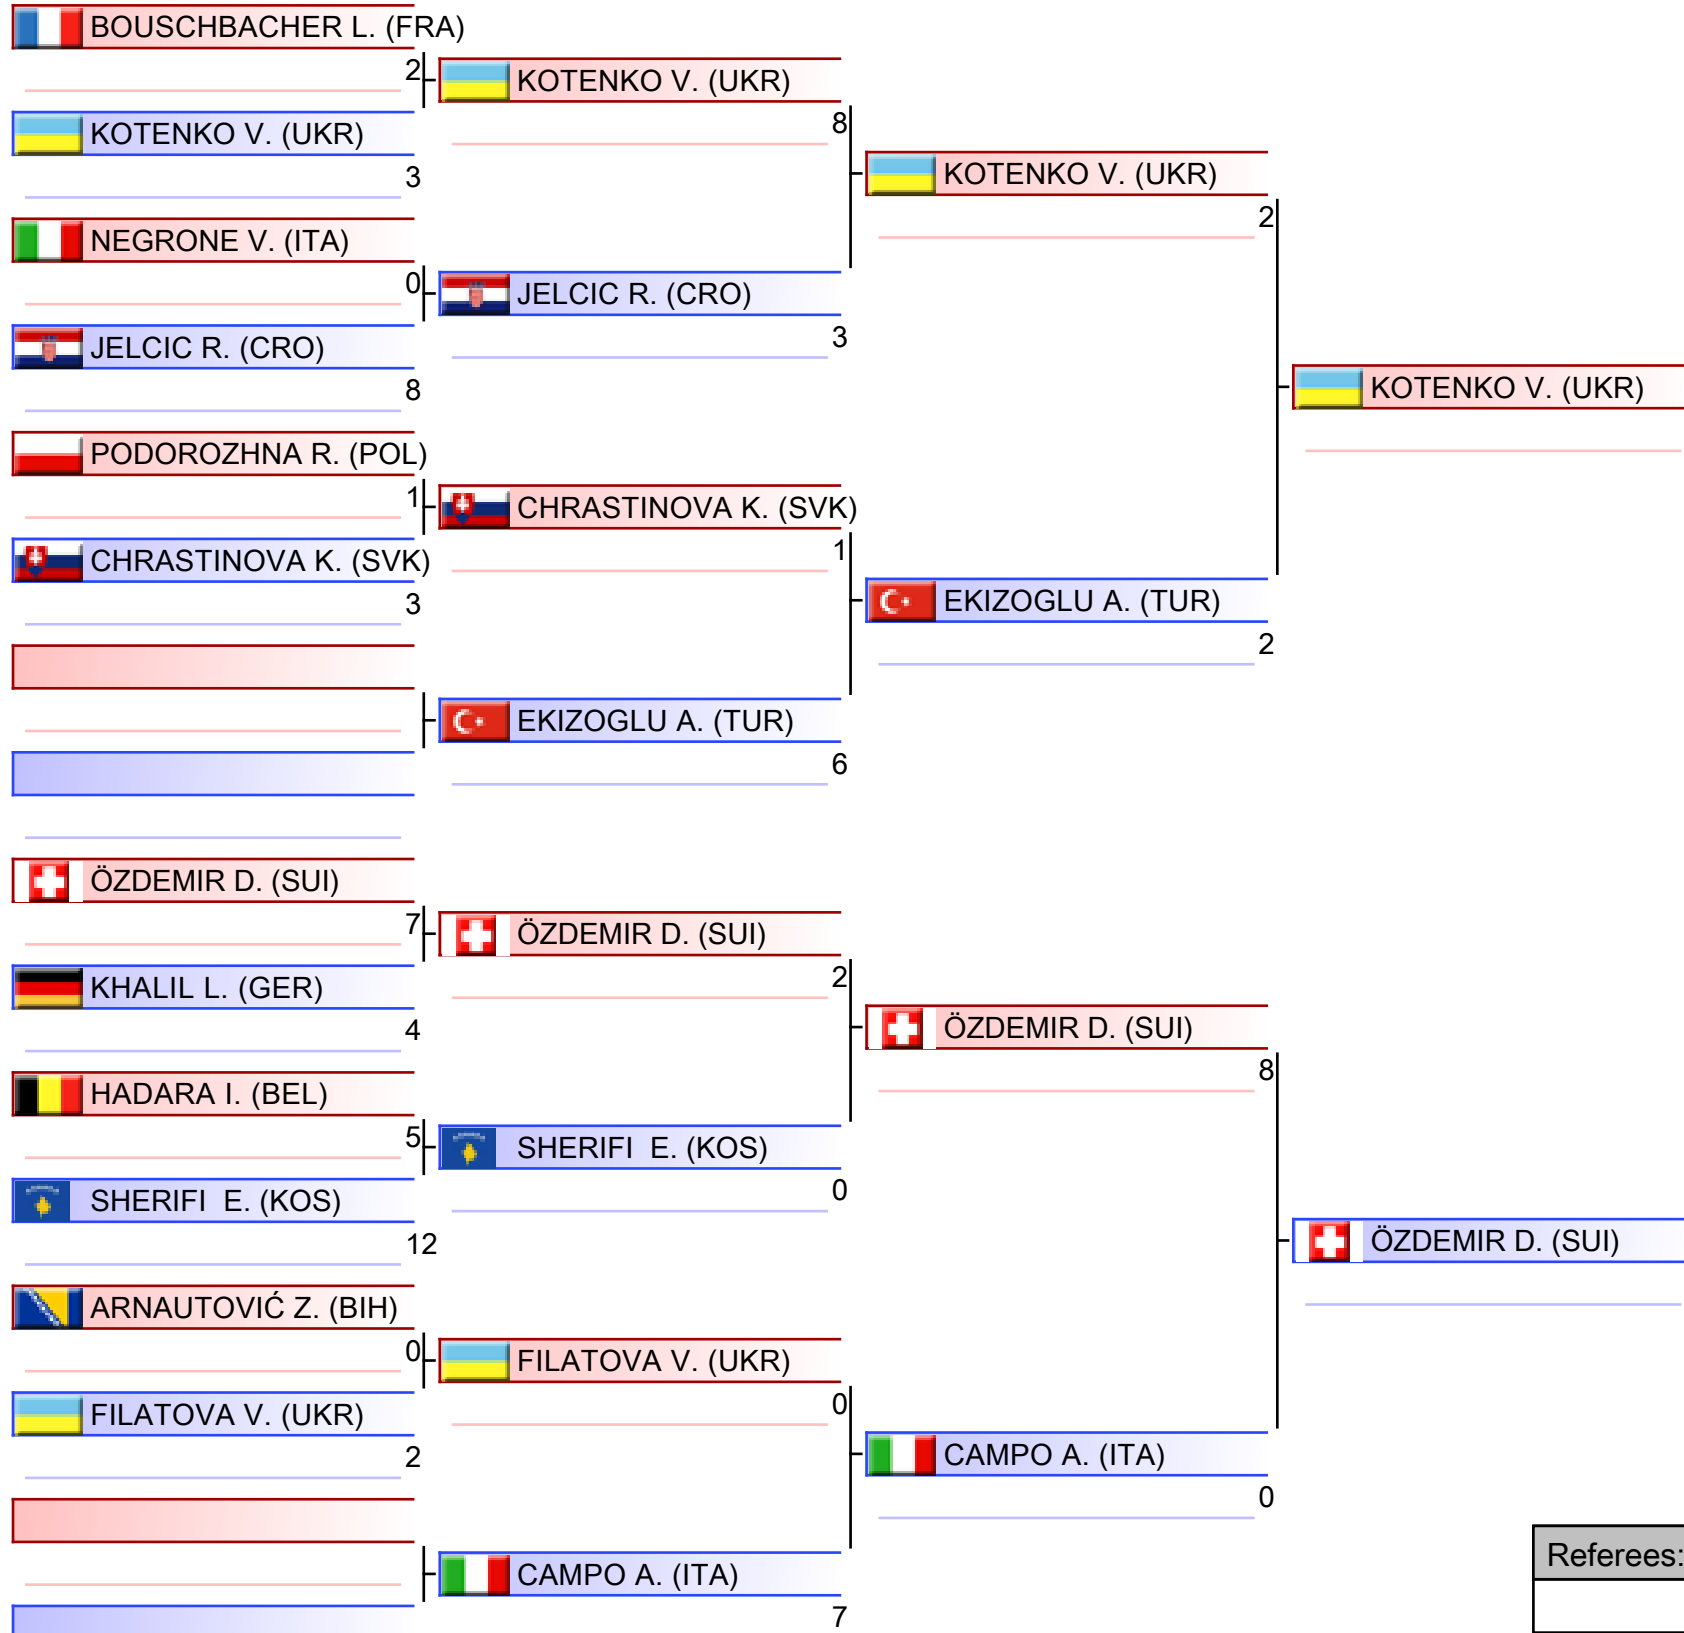 BOUSCHBACHER L. (FRA)
2
KOTENKO V. (UKR)
3
NEGRONE V. (ITA)
0
JELCIC R. (CRO)
8
PODOROZHNA R. (POL)
1
CHRASTINOVA K. (SVK)
3
ÖZDEMIR D. (SUI)
7
KHALIL L. (GER)
4
HADARA I. (BEL)
5
SHERIFI  E. (KOS)
12
ARNAUTOVIĆ Z. (BIH)
0
FILATOVA V. (UKR)
2
KOTENKO V. (UKR)
8
JELCIC R. (CRO)
3
CHRASTINOVA K. (SVK)
1
EKIZOGLU A. (TUR)
6
ÖZDEMIR D. (SUI)
2
SHERIFI  E. (KOS)
0
FILATOVA V. (UKR)
0
CAMPO A. (ITA)
7
KOTENKO V. (UKR)
2
EKIZOGLU A. (TUR)
2
ÖZDEMIR D. (SUI)
8
CAMPO A. (ITA)
0
KOTENKO V. (UKR)
ÖZDEMIR D. (SUI)
Referees: